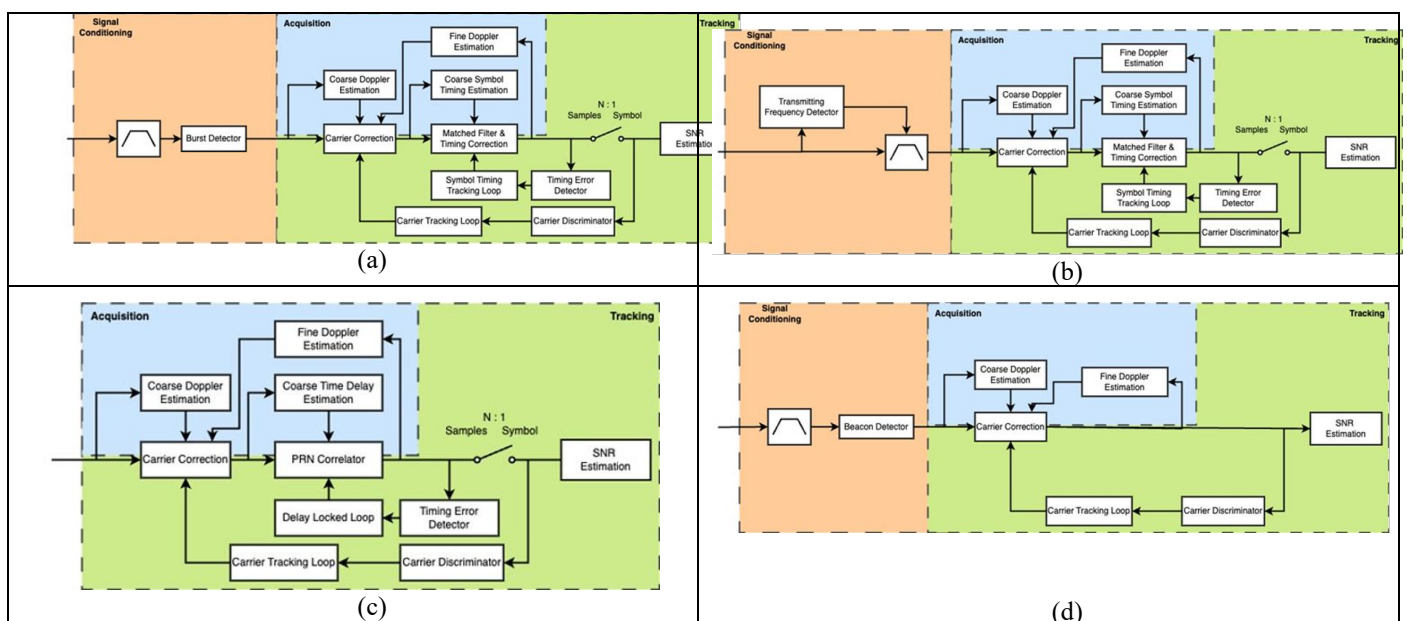 Signal
Conditioning
Acquisition
Tracking
Fine Doppler
Estimation
Coarse Doppler
Estimation
Coarse Symbol
Timing Estimation
N : 1
Samples Symbol
Burst Detector
Carrier Correction
Matched Filter &
Timing Correction
SNR
Estimation
Symbol Timing
Tracking Loop
Timing Error
Detector
Carrier Tracking Loop
Carrier Discriminator
(a)
Signal
Conditioning
Acquisition
Tracking
Fine Doppler
Estimation
Transmitting
Frequency Detector
Coarse Doppler
Estimation
Coarse Symbol
Timing Estimation
N : 1
Samples Symbol
Carrier Correction
Matched Filter &
Timing Correction
SNR
Estimation
Symbol Timing
Tracking Loop
Timing Error
Detector
Carrier Tracking Loop
Carrier Discriminator
(b)
Acquisition
Tracking
Fine Doppler
Estimation
Coarse Doppler
Estimation
Coarse Time Delay
Estimation
N : 1
Samples Symbol
Carrier Correction
PRN Correlator
SNR
Estimation
Delay Locked Loop
Timing Error
Detector
Carrier Tracking Loop
Carrier Discriminator
(c)
Signal
Conditioning
Acquisition
Tracking
Coarse Doppler
Estimation
Fine Doppler
Estimation
Beacon Detector
Carrier Correction
SNR
Estimation
Carrier Tracking Loop
Carrier Discriminator
(d)